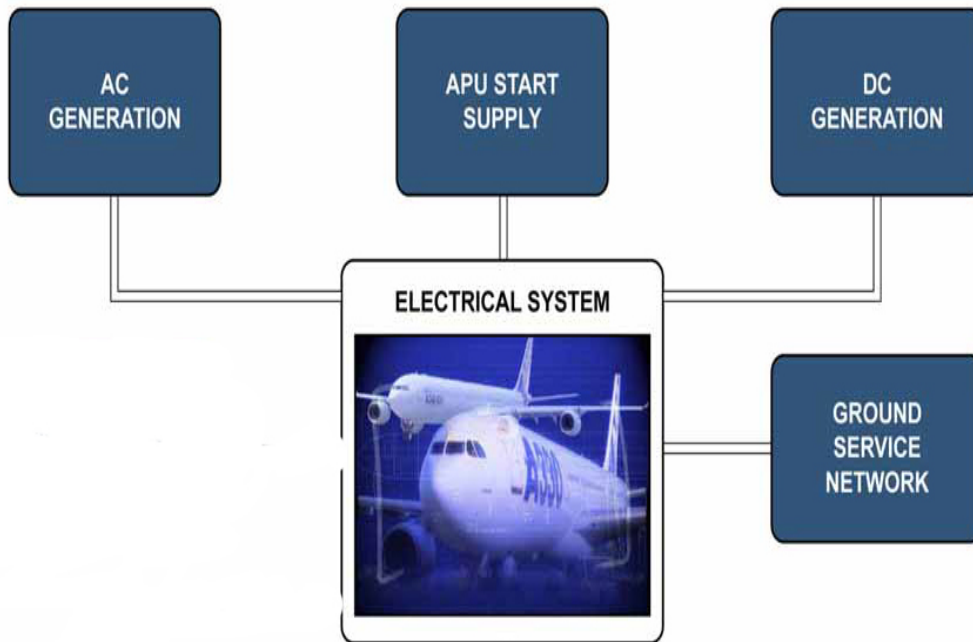 AC
GENERATION
APU START
SUPPLY
DC
GENERATION
ELECTRICAL SYSTEM
A330
GROUND
SERVICE
NETWORK